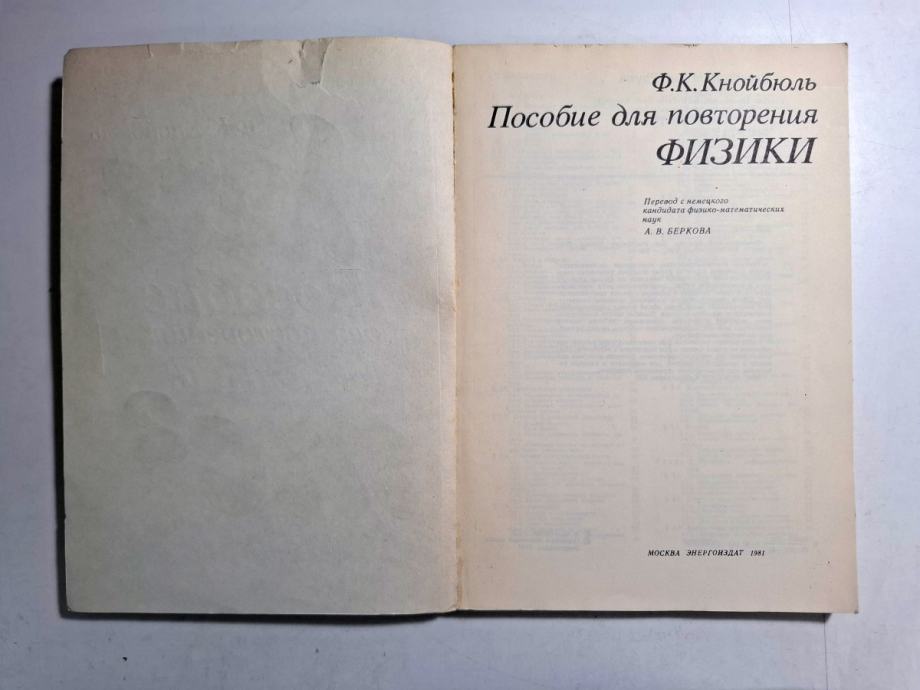 Ф. К. Кнойбюль
Пособие для повторения
ФИЗИКИ
Перевод с немецкого
кандидата физико-математических
наук
А. В. БЕРКОВА
МОСКВА ЭНЕРГОИЗДАТ 1981